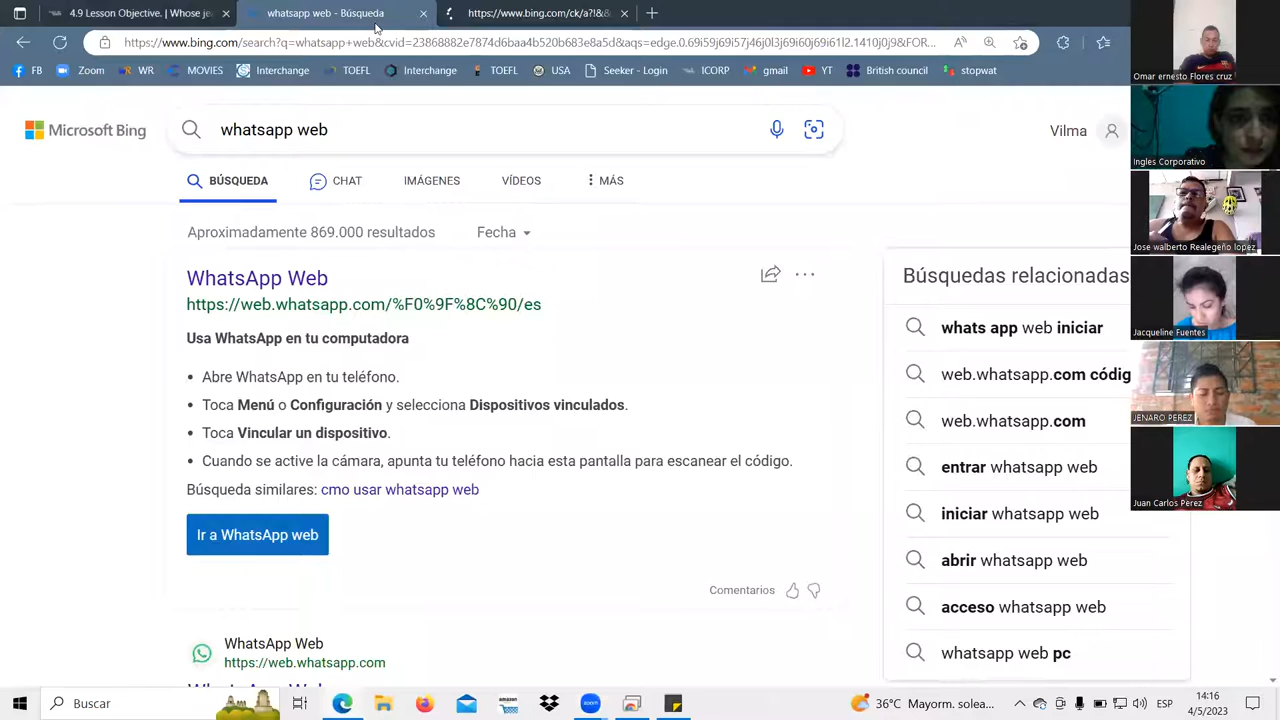 4.9 Lesson Objective. | Whose je
whatsapp web - Búsqueda
https://www.bing.com/ck/a?!&&
https://www.bing.com/search?q=whatsapp+web&cvid=23868882e7874d6baa4b520b683e8a5d&aqs=edge.0.69i59j69i57j46j0l3j69i60j69i61l2.1410j0j9&FOR...
FB
Zoom
WR
MOVIES
Interchange
TOEFL
Interchange
TOEFL
USA
Seeker - Login
ICORP
gmail
YT
British council
stopwat
Microsoft Bing
whatsapp web
Vilma
BÚSQUEDA
CHAT
IMÁGENES
VÍDEOS
MÁS
Aproximadamente 869.000 resultados
Fecha
WhatsApp Web
https://web.whatsapp.com/%F0%9F%8C%90/es
Usa WhatsApp en tu computadora
• Abre WhatsApp en tu teléfono.
• Toca Menú o Configuración y selecciona Dispositivos vinculados.
• Toca Vincular un dispositivo.
• Cuando se active la cámara, apunta tu teléfono hacia esta pantalla para escanear el código.
Búsqueda similares: cmo usar whatsapp web
Ir a WhatsApp web
Comentarios
WhatsApp Web
https://web.whatsapp.com
Búsquedas relacionadas
whats app web iniciar
web.whatsapp.com códig
web.whatsapp.com
entrar whatsapp web
iniciar whatsapp web
abrir whatsapp web
acceso whatsapp web
whatsapp web pc
Omar ernesto Flores cruz
Ingles Corporativo
Jose walberto Realegeño lopez
Jacqueline Fuentes
JENARO PEREZ
Juan Carlos Perez
Buscar
amazon
zoom
36°C Mayorm. solea...
ESP
14:16
4/5/2023